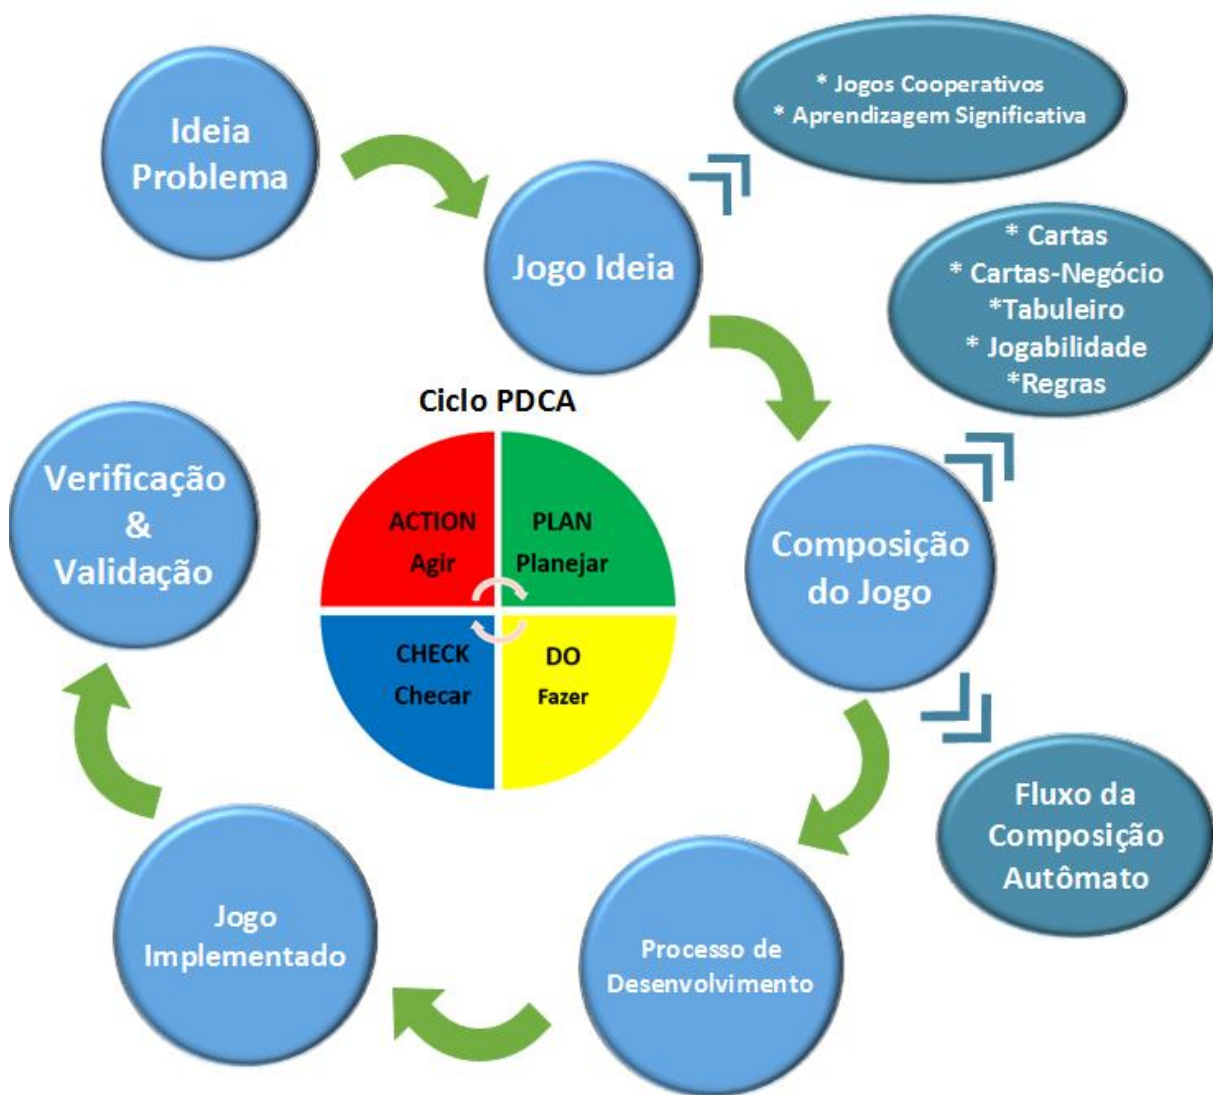 Ideia
Problema
Jogo Ideia
* Jogos Cooperativos
* Aprendizagem Significativa
* Cartas
* Cartas-Negócio
*Tabuleiro
* Jogabilidade
*Regras
Composição
do Jogo
Fluxo da
Composição
Autômato
Processo de
Desenvolvimento
Jogo
Implementado
Verificação
&
Validação
Ciclo PDCA
ACTION
Agir
PLAN
Planejar
CHECK
Checar
DO
Fazer